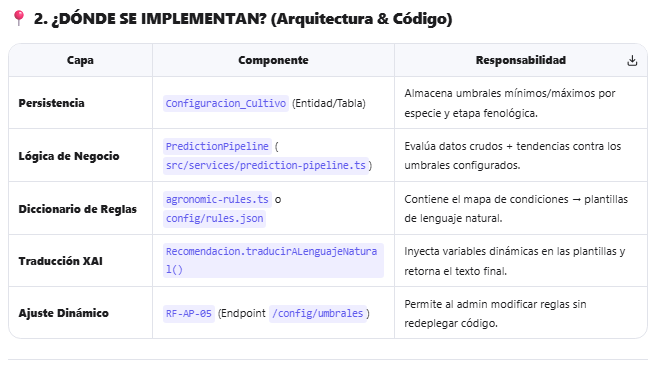 📍 2. ¿DÓNDE SE IMPLEMENTAN? (Arquitectura & Código)
Capa Componente Responsabilidad
Persistencia Configuracion_Cultivo (Entidad/Tabla) Almacena umbrales mínimos/máximos por
especie y etapa fenológica.
Lógica de Negocio PredictionPipeline (
src/services/prediction-pipeline.ts) Evalúa datos crudos + tendencias contra los
umbrales configurados.
Diccionario de Reglas agronomic-rules.ts o
config/rules.json Contiene el mapa de condiciones → plantillas
de lenguaje natural.
Traducción XAI Recomendacion.traducirALenguajeNatura
l() Inyecta variables dinámicas en las plantillas y
retorna el texto final.
Ajuste Dinámico RF-AP-05 (Endpoint /config/umbrales) Permite al admin modificar reglas sin
redeplegar código.